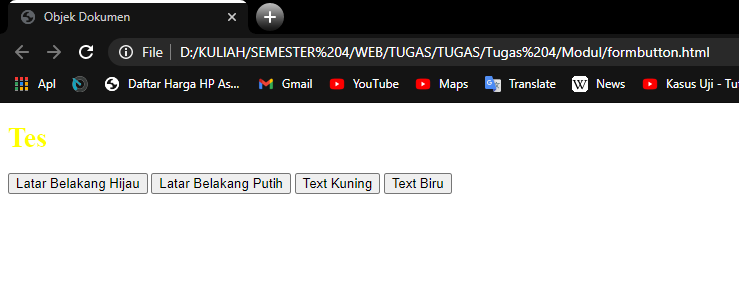 Objek Dokumen
File D:/KULIAH/SEMESTER%204/WEB/TUGAS/TUGAS/Tugas%204/Modul/formbutton.html
Apl Daftar Harga HP As... Gmail YouTube Maps Translate W News Kasus Uji - Tu
Tes
Latar Belakang Hijau Latar Belakang Putih Text Kuning Text Biru